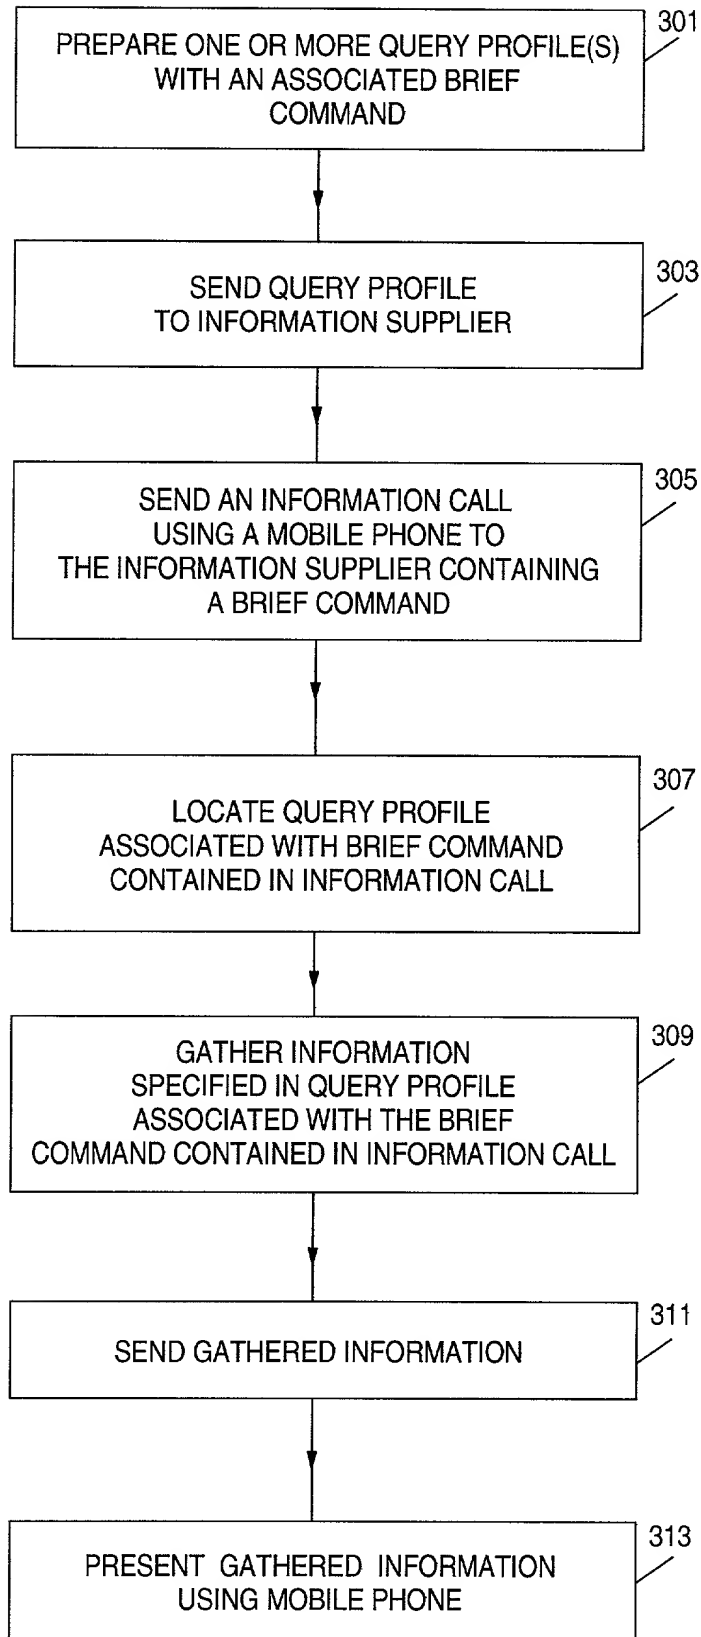 301
PREPARE ONE OR MORE QUERY PROFILE(S)
WITH AN ASSOCIATED BRIEF
COMMAND
303
SEND QUERY PROFILE
TO INFORMATION SUPPLIER
305
SEND AN INFORMATION CALL
USING A MOBILE PHONE TO
THE INFORMATION SUPPLIER CONTAINING
A BRIEF COMMAND
307
LOCATE QUERY PROFILE
ASSOCIATED WITH BRIEF COMMAND
CONTAINED IN INFORMATION CALL
309
GATHER INFORMATION
SPECIFIED IN QUERY PROFILE
ASSOCIATED WITH THE BRIEF
COMMAND CONTAINED IN INFORMATION CALL
311
SEND GATHERED INFORMATION
313
PRESENT GATHERED INFORMATION
USING MOBILE PHONE